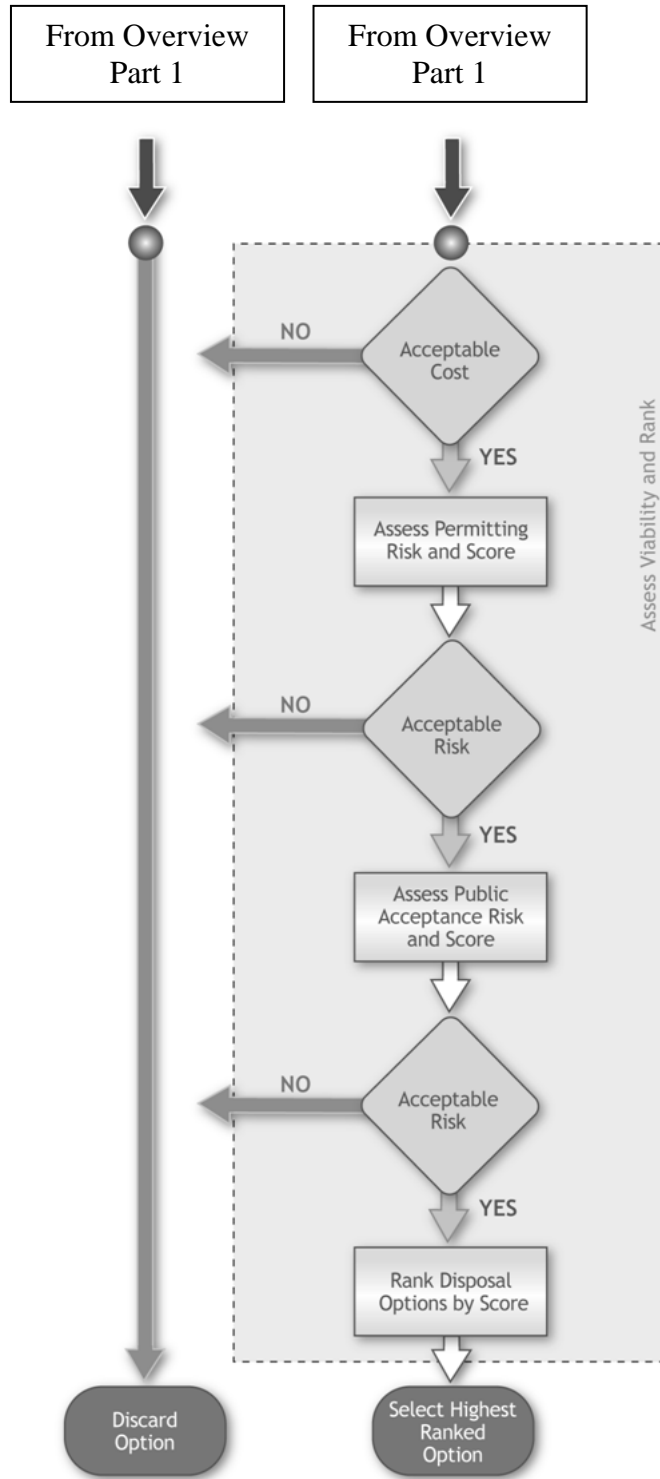 From Overview
Part 1
From Overview
Part 1
NO
Acceptable
Cost
YES
Assess Viability and Rank
Assess Permitting
Risk and Score
NO
Acceptable
Risk
YES
Assess Public
Acceptance Risk
and Score
NO
Acceptable
Risk
YES
Rank Disposal
Options by Score
Discard
Option
Select Highest
Ranked
Option